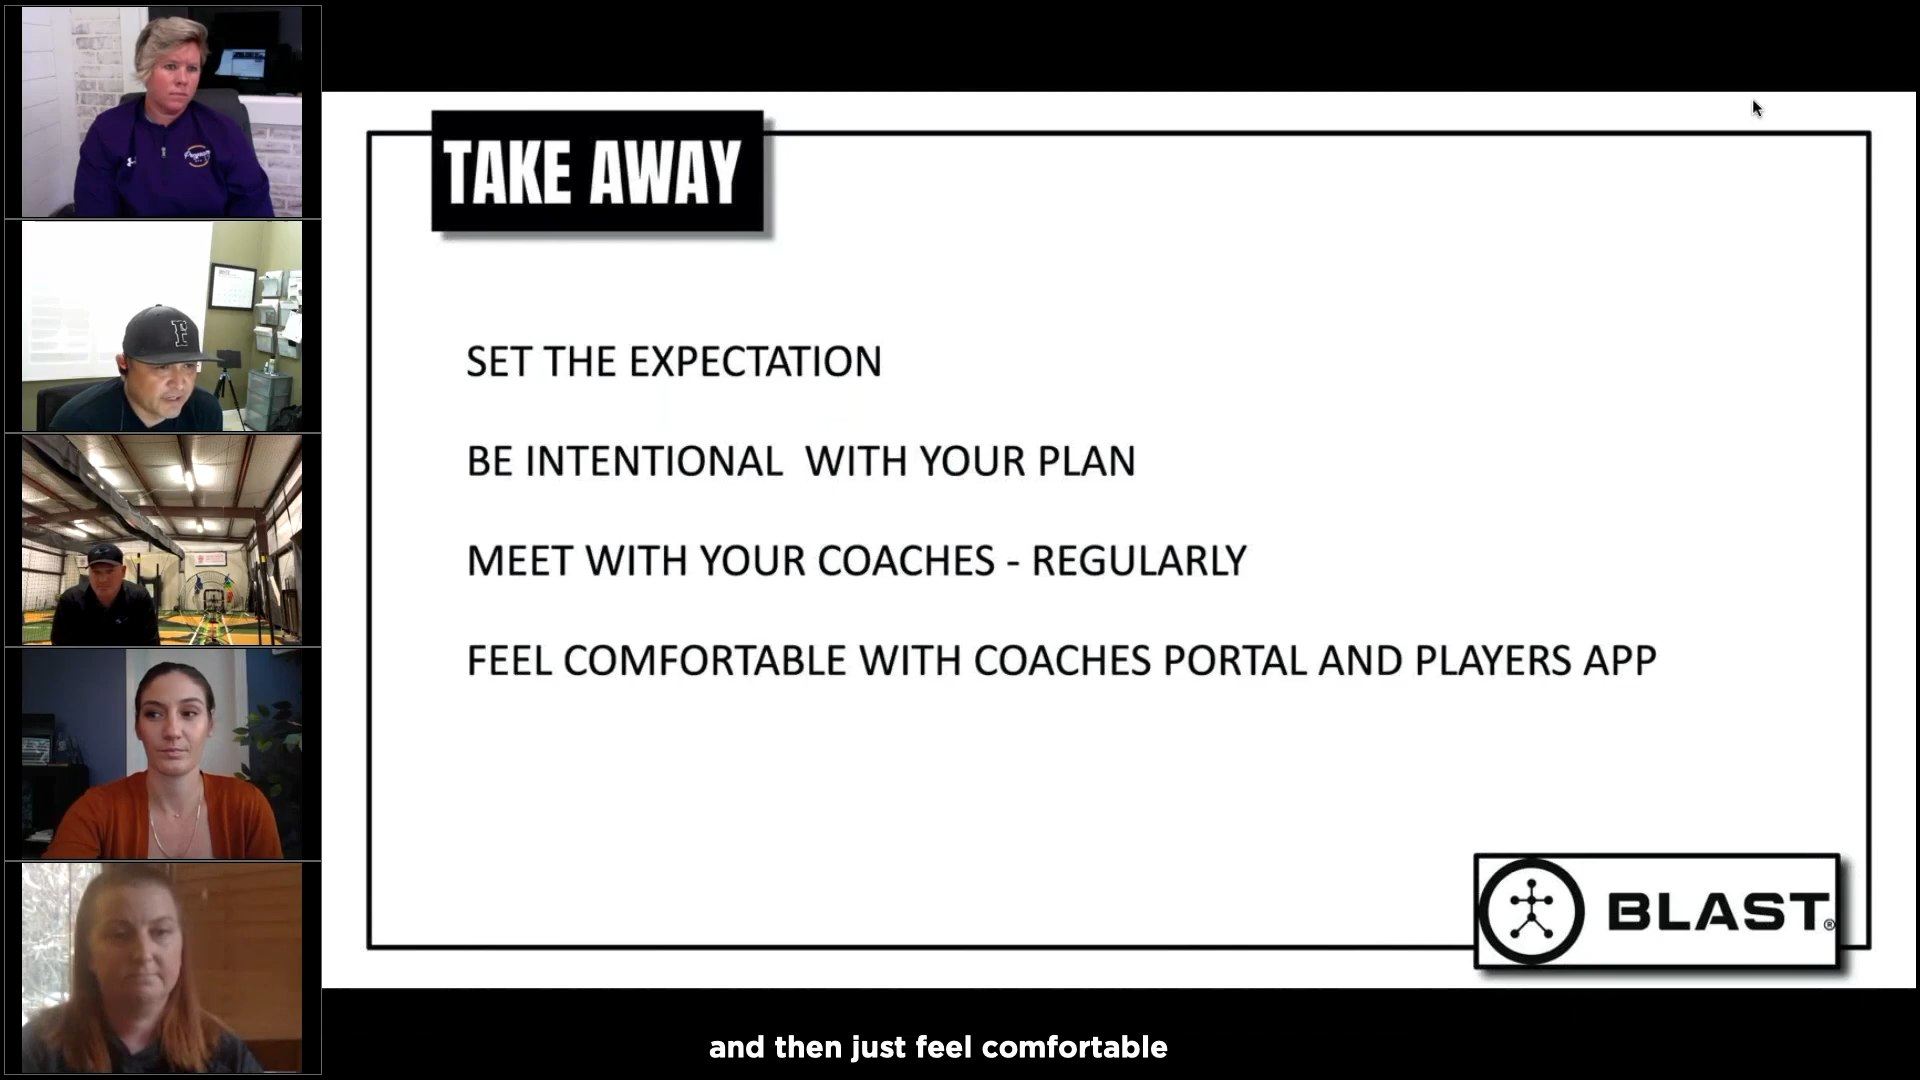 TAKE AWAY
SET THE EXPECTATION
BE INTENTIONAL  WITH YOUR PLAN
MEET WITH YOUR COACHES - REGULARLY
FEEL COMFORTABLE WITH COACHES PORTAL AND PLAYERS APP
BLAST®
and then just feel comfortable
F